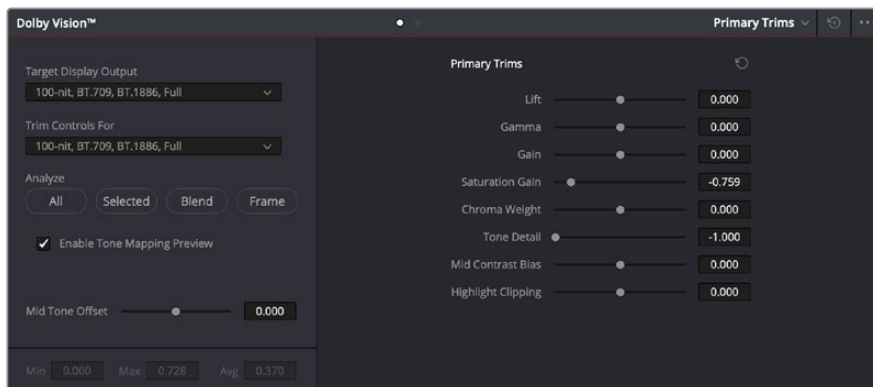 Dolby Vision™
Primary Trims
Target Display Output
100-nit, BT.709, BT.1886, Full
Trim Controls For
100-nit, BT.709, BT.1886, Full
Analyze
All Selected Blend Frame
Enable Tone Mapping Preview
Mid Tone Offset 0.000
Min 0.000 Max 0.728 Avg 0.370
Primary Trims
Lift 0.000
Gamma 0.000
Gain 0.000
Saturation Gain -0.759
Chroma Weight 0.000
Tone Detail -1.000
Mid Contrast Bias 0.000
Highlight Clipping 0.000